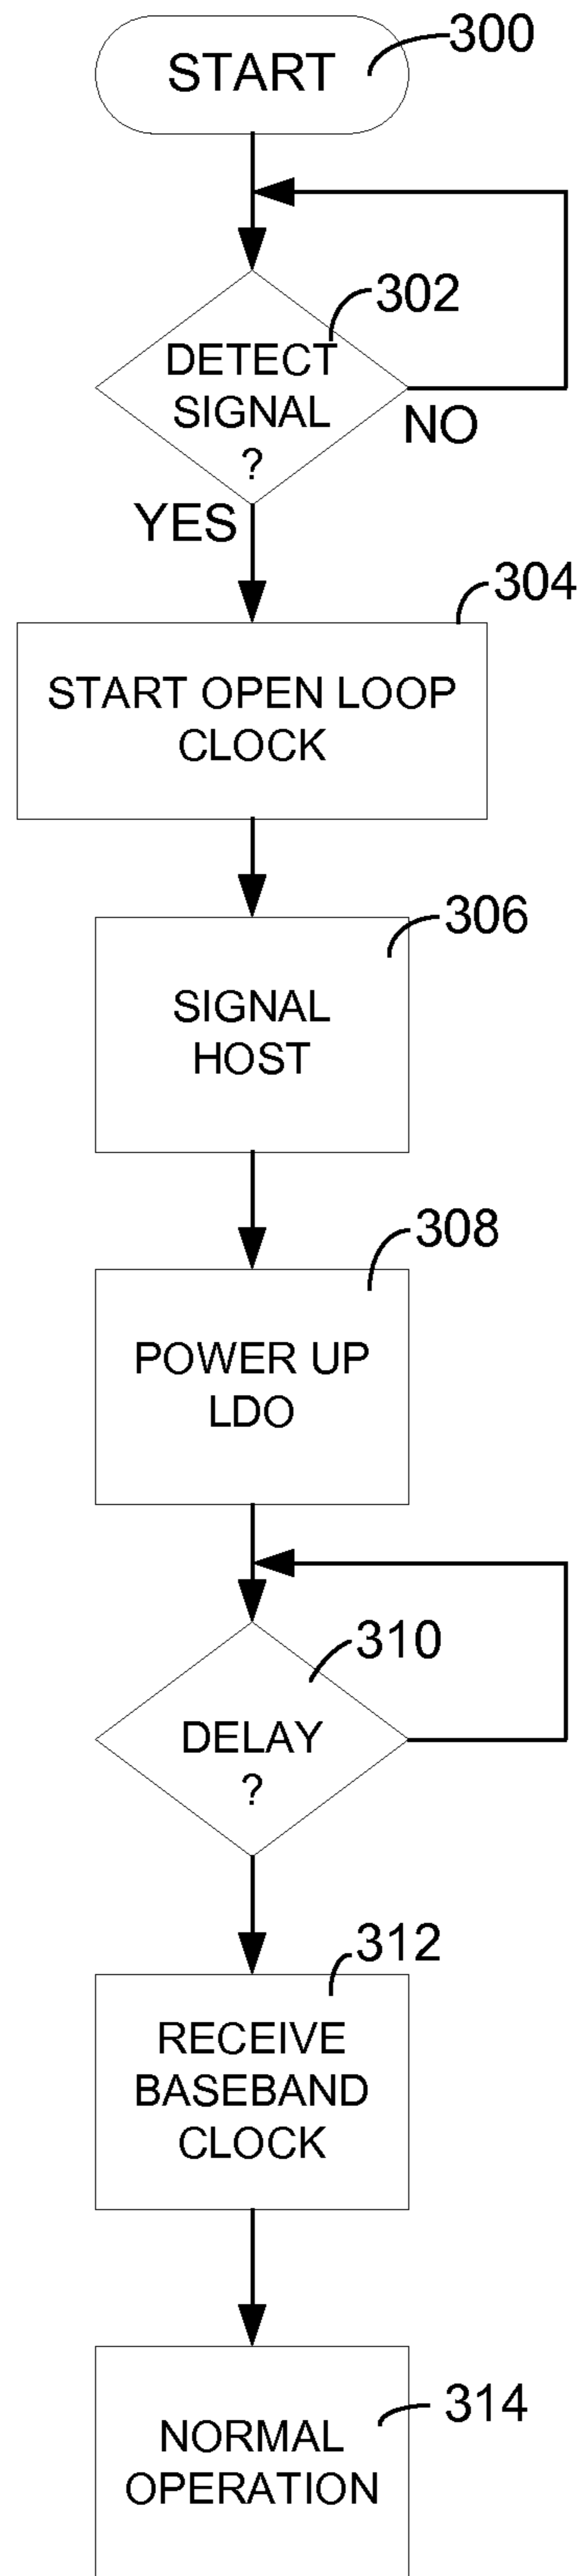 START
300
302
DETECT
SIGNAL
?
NO
YES
304
START OPEN LOOP
CLOCK
306
SIGNAL
HOST
308
POWER UP
LDO
310
DELAY
?
312
RECEIVE
BASEBAND
CLOCK
314
NORMAL
OPERATION